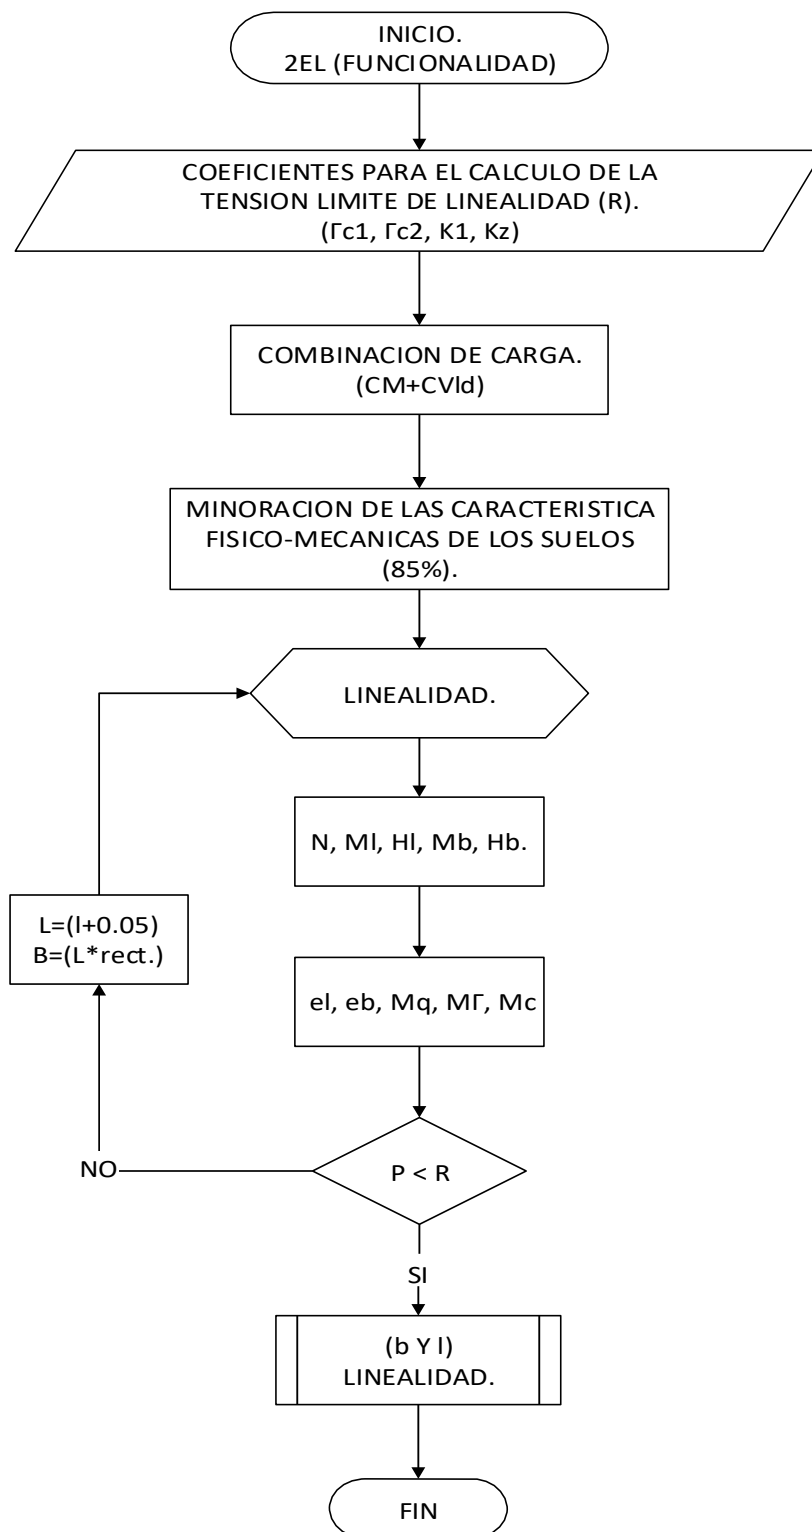 INICIO.
2EL (FUNCIONALIDAD)
COEFICIENTES PARA EL CALCULO DE LA
TENSION LIMITE DE LINEALIDAD (R).
(Γc1, Γc2, K1, Kz)
COMBINACION DE CARGA.
(CM+CVld)
MINORACION DE LAS CARACTERISTICA
FISICO-MECANICAS DE LOS SUELOS
(85%).
LINEALIDAD.
N, Ml, Hl, Mb, Hb.
L=(l+0.05)
B=(L*rect.)
el, eb, Mq, MΓ, Mc
P < R
NO
SI
(b Y l)
LINEALIDAD.
FIN